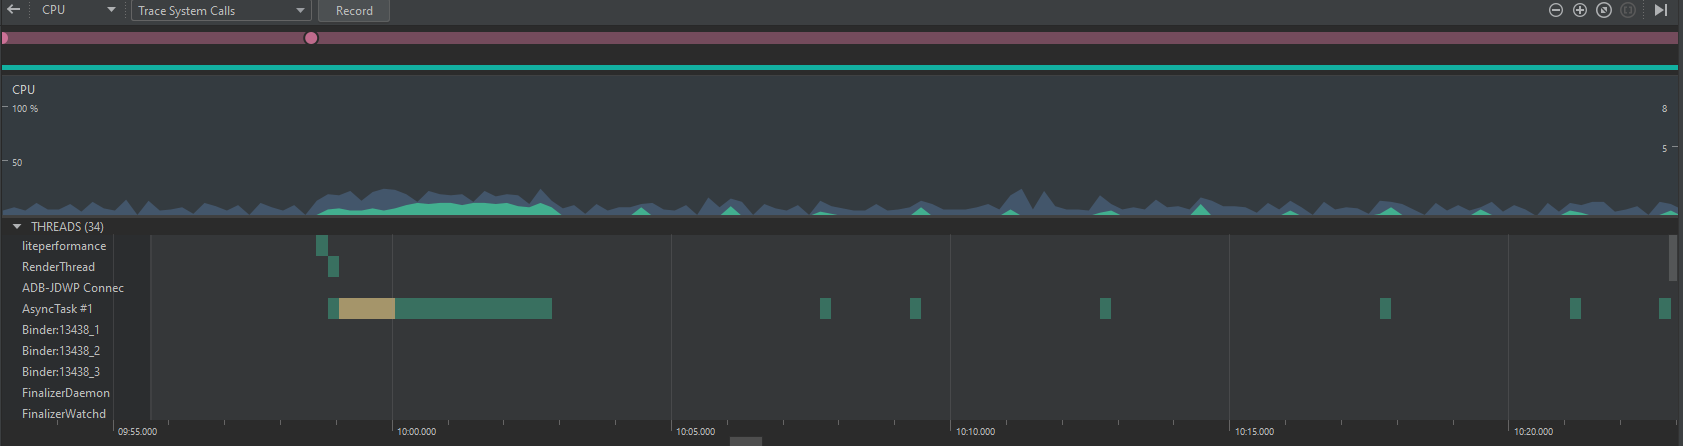 CPU Trace System Calls Record
CPU
100 % 8
50 5
THREADS (34)
liteperformance
RenderThread
ADB-JDWP Connec
AsyncTask #1
Binder:13438_1
Binder:13438_2
Binder:13438_3
FinalizerDaemon
FinalizerWatchd
09:55.000 10:00.000 10:05.000 10:10.000 10:15.000 10:20.000